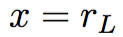 x = r_L